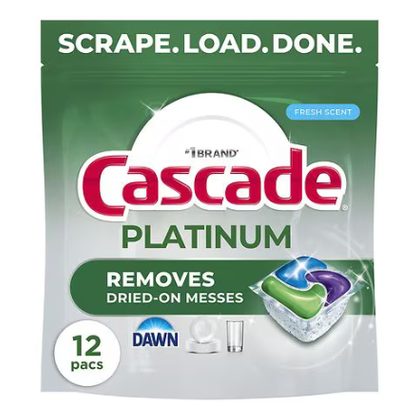 SCRAPE. LOAD. DONE.
FRESH SCENT
#1 BRAND*
Cascade®
PLATINUM
REMOVES
DRIED-ON MESSES
12
pacs
DAWN